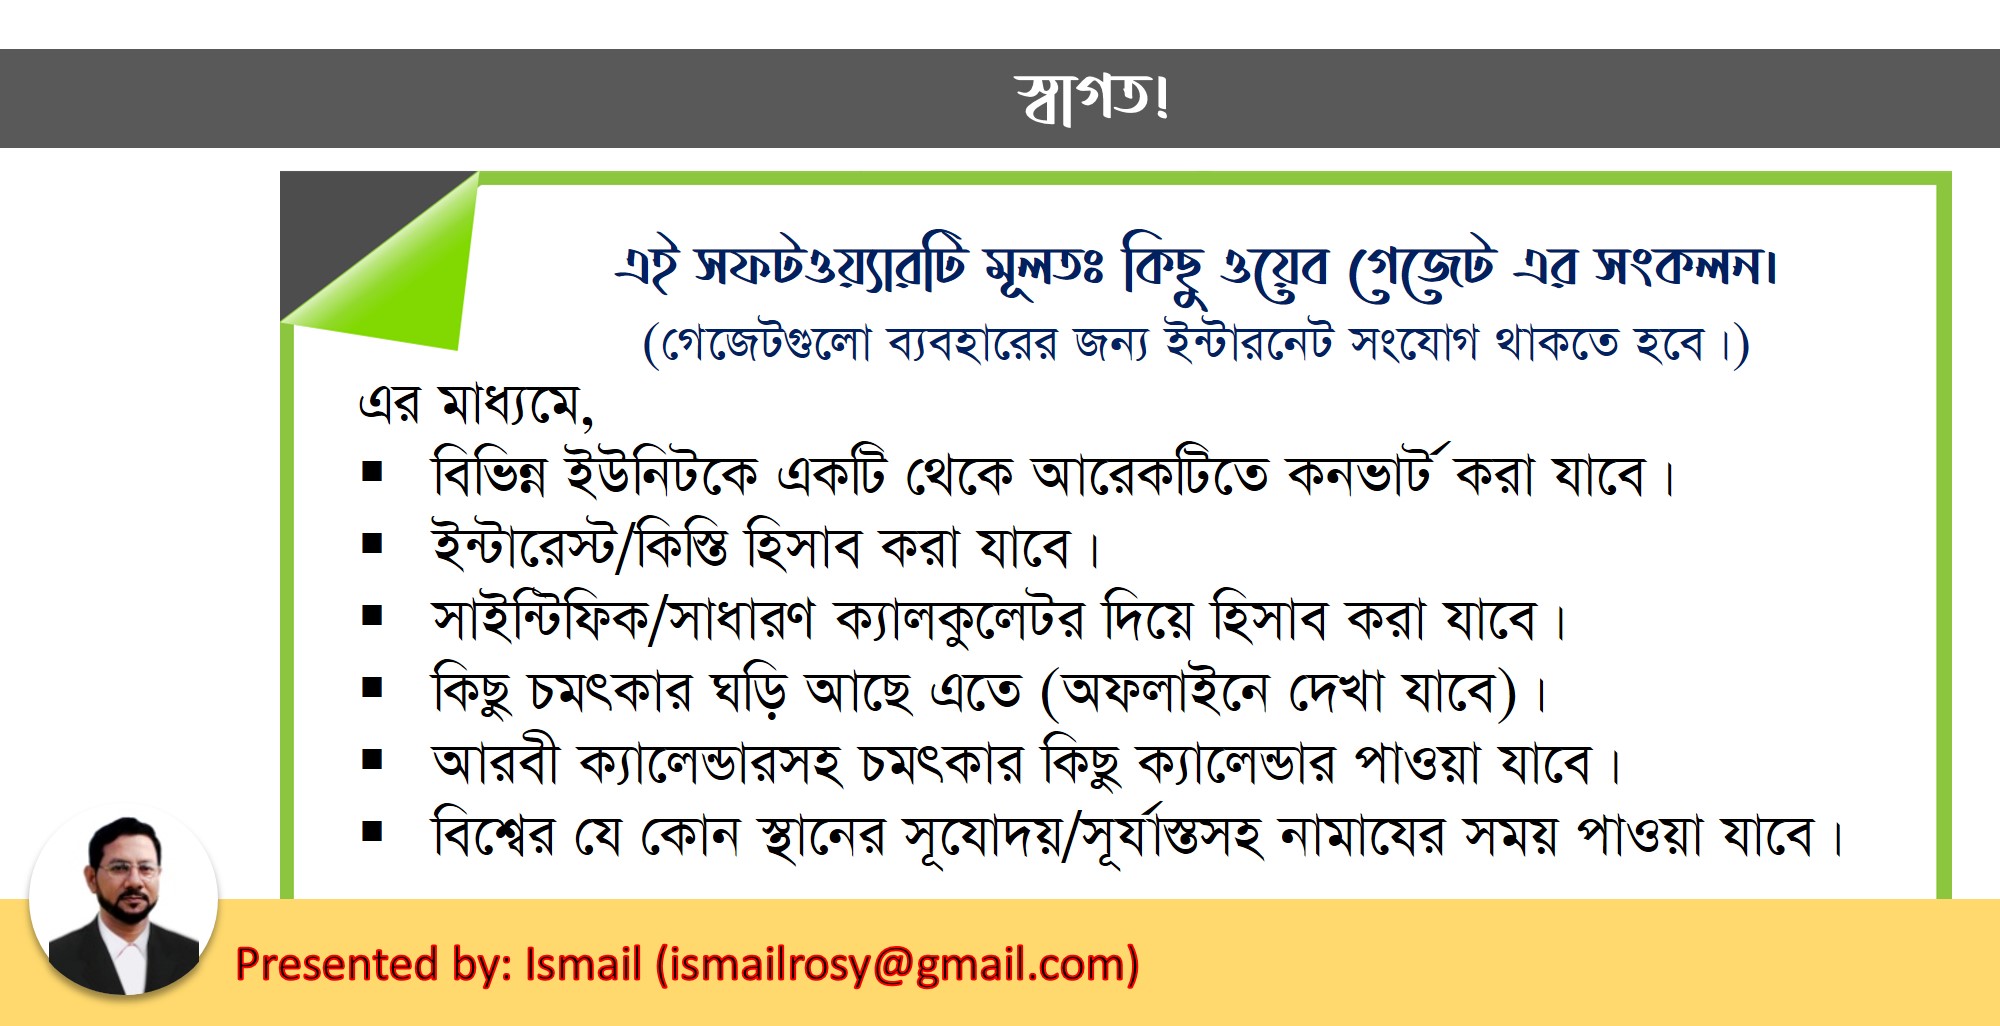 স্বাগত!
এই সফটওয়্যারটি মূলতঃ কিছু ওয়েব গেজেট এর সংকলন।
(গেজেটগুলো ব্যবহারের জন্য ইন্টারনেট সংযোগ থাকতে হবে।)
এর মাধ্যমে,
▪ বিভিন্ন ইউনিটকে একটি থেকে আরেকটিতে কনভার্ট করা যাবে।
▪ ইন্টারেস্ট/কিস্তি হিসাব করা যাবে।
▪ সাইন্টিফিক/সাধারণ ক্যালকুলেটর দিয়ে হিসাব করা যাবে।
▪ কিছু চমৎকার ঘড়ি আছে এতে (অফলাইনে দেখা যাবে)।
▪ আরবী ক্যালেন্ডারসহ চমৎকার কিছু ক্যালেন্ডার পাওয়া যাবে।
▪ বিশ্বের যে কোন স্থানের সূযোদয়/সূর্যাস্তসহ নামাযের সময় পাওয়া যাবে।
Presented by: Ismail (ismailrosy@gmail.com)